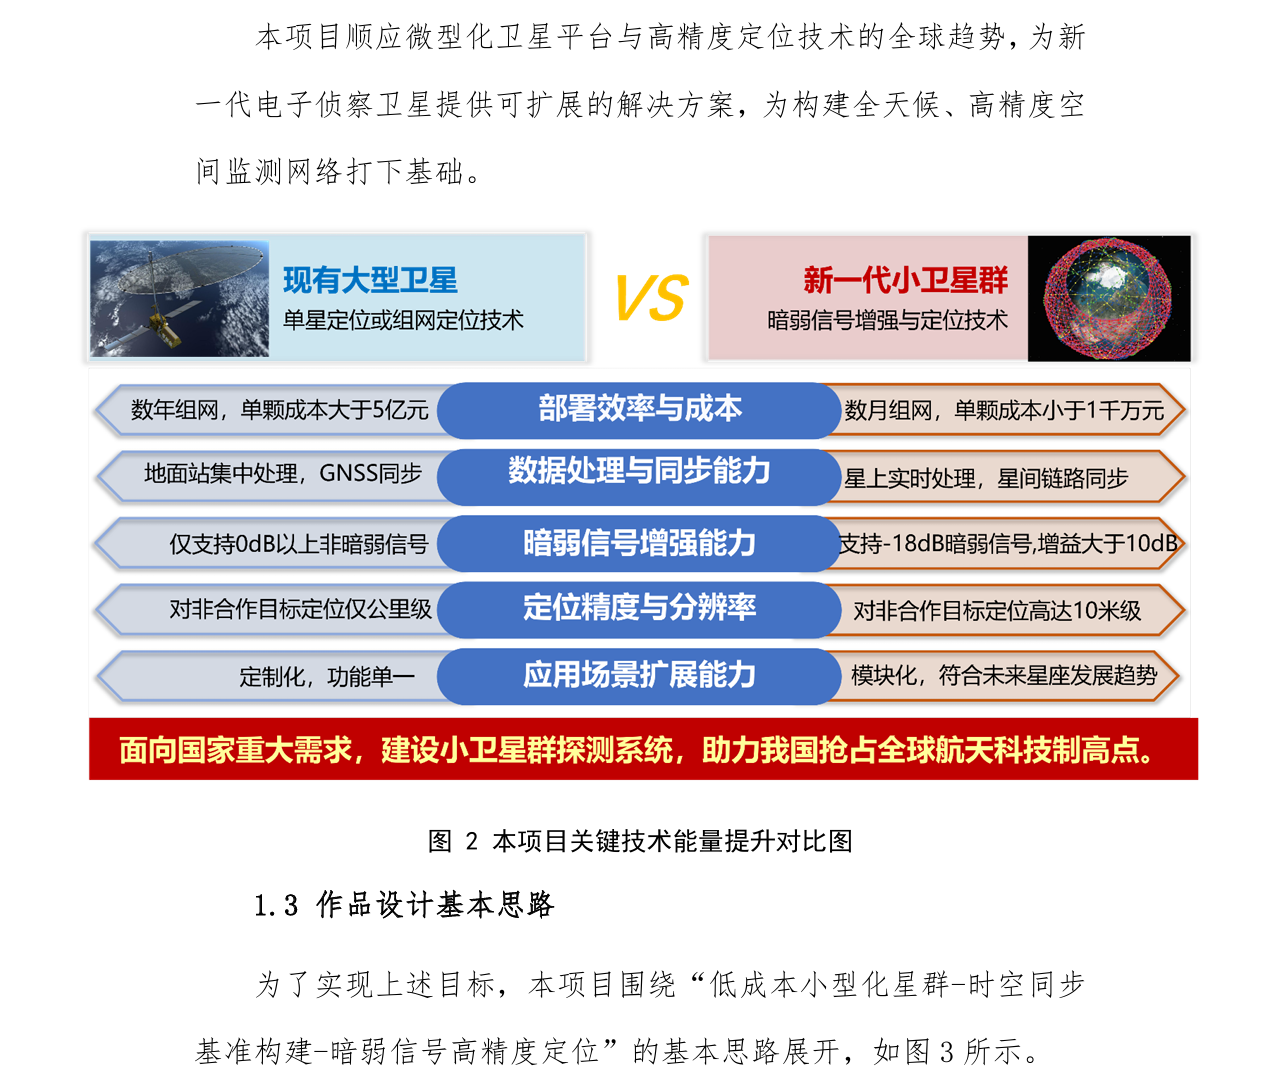 本项目顺应微型化卫星平台与高精度定位技术的全球趋势，为新
一代电子侦察卫星提供可扩展的解决方案，为构建全天候、高精度空
间监测网络打下基础。
现有大型卫星
单星定位或组网定位技术
VS
新一代小卫星群
暗弱信号增强与定位技术
数年组网，单颗成本大于5亿元
部署效率与成本
数月组网，单颗成本小于1千万元
地面站集中处理，GNSS同步
数据处理与同步能力
星上实时处理，星间链路同步
仅支持0dB以上非暗弱信号
暗弱信号增强能力
支持-18dB暗弱信号,增益大于10dB
对非合作目标定位仅公里级
定位精度与分辨率
对非合作目标定位高达10米级
定制化，功能单一
应用场景扩展能力
模块化，符合未来星座发展趋势
面向国家重大需求，建设小卫星群探测系统，助力我国抢占全球航天科技制高点。
图 2 本项目关键技术能量提升对比图
1.3 作品设计基本思路
为了实现上述目标，本项目围绕“低成本小型化星群-时空同步
基准构建-暗弱信号高精度定位”的基本思路展开，如图 3 所示。